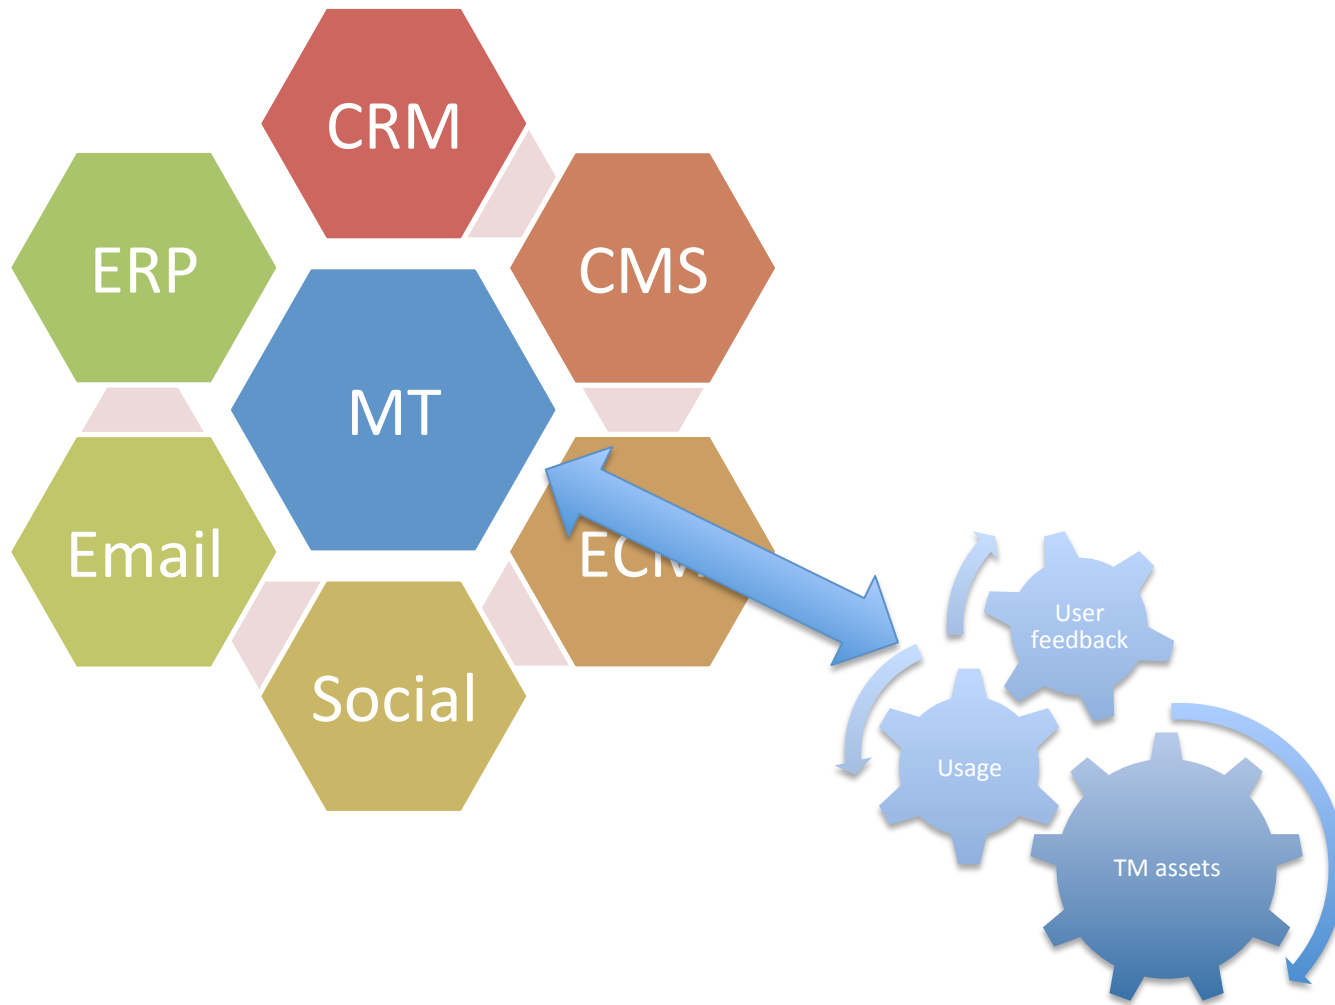 CRM
ERP
CMS
MT
Email
Social
User
feedback
Usage
TM assets